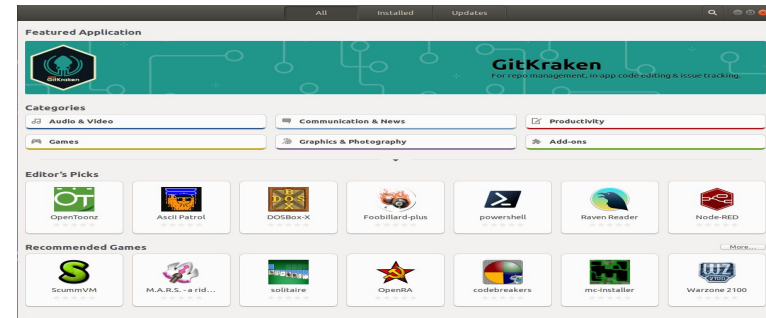 All Installed Updates
Featured Application
GitKraken
GitKraken
For repo management, in app code editing & issue tracking.
Categories
Audio & Video Communication & News Productivity
Games Graphics & Photography Add-ons
Editor's Picks
OpenToonz Ascii Patrol DOSBox-X Foobillard-plus powershell Raven Reader Node-RED
Recommended Games More...
ScummVM M.A.R.S. - a rid... solitaire OpenRA codebreakers mc-installer Warzone 2100